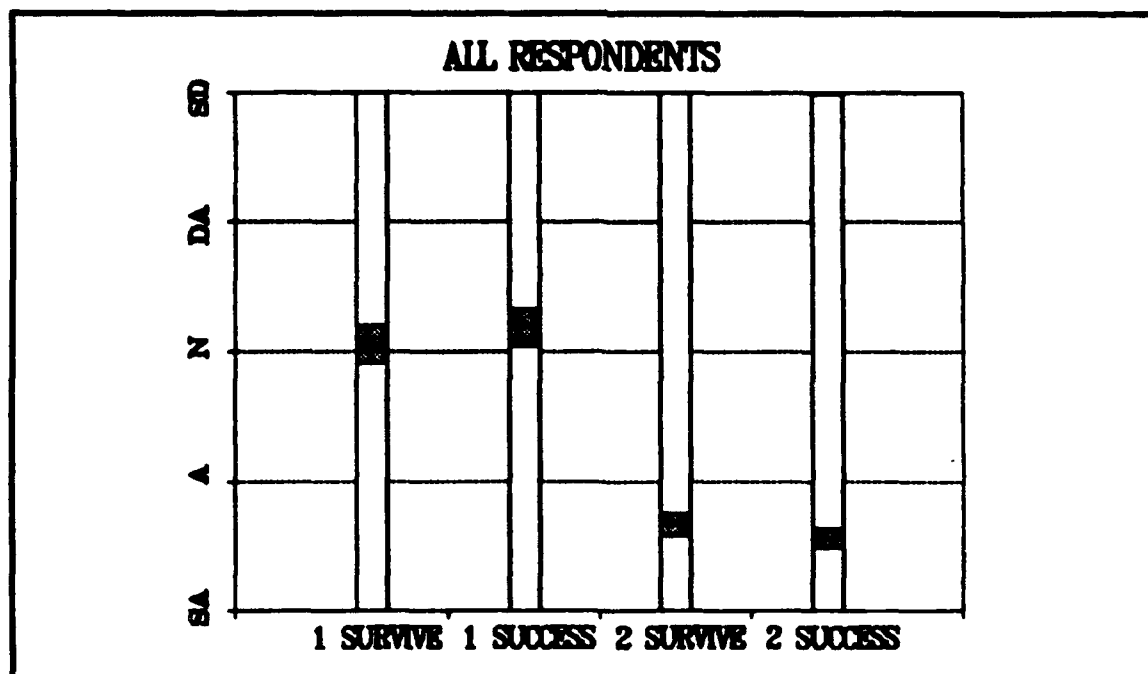 ALL RESPONDENTS
SD
DA
N
A
SA
1 SURVIVE 1 SUCCESS 2 SURVIVE 2 SUCCESS